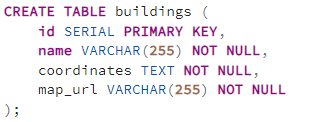 CREATE TABLE buildings (
    id SERIAL PRIMARY KEY,
    name VARCHAR(255) NOT NULL,
    coordinates TEXT NOT NULL,
    map_url VARCHAR(255) NOT NULL
);